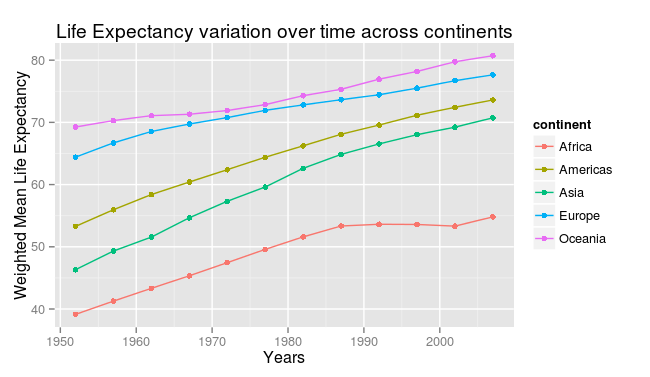 Life Expectancy variation over time across continents
Weighted Mean Life Expectancy
80
70
60
50
40
1950 1960 1970 1980 1990 2000
Years
continent
Africa
Americas
Asia
Europe
Oceania